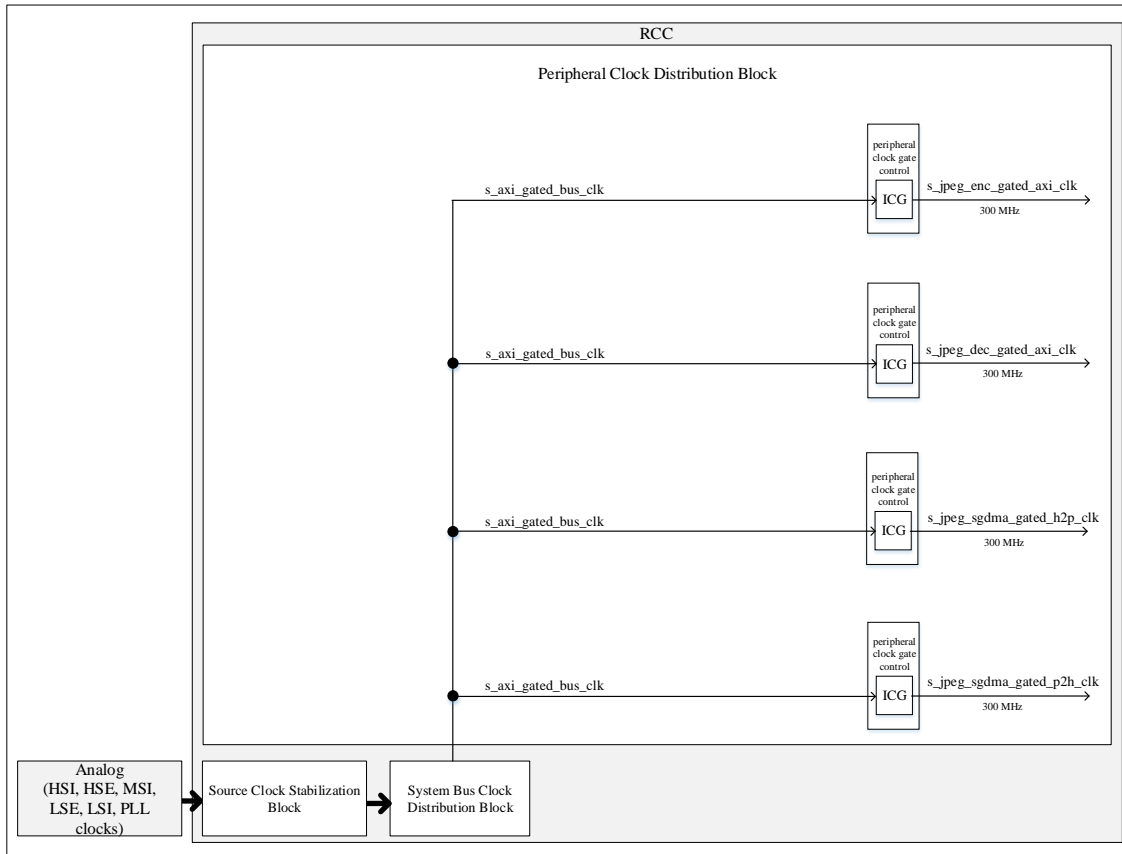 RCC
Peripheral Clock Distribution Block
peripheral
clock gate
control
s_axi_gated_bus_clk
ICG
s_jpeg_enc_gated_axi_clk
300 MHz
peripheral
clock gate
control
s_axi_gated_bus_clk
ICG
s_jpeg_dec_gated_axi_clk
300 MHz
peripheral
clock gate
control
s_axi_gated_bus_clk
ICG
s_jpeg_sgdma_gated_h2p_clk
300 MHz
peripheral
clock gate
control
s_axi_gated_bus_clk
ICG
s_jpeg_sgdma_gated_p2h_clk
300 MHz
Analog
(HSI, HSE, MSI,
LSE, LSI, PLL
clocks)
Source Clock Stabilization
Block
System Bus Clock
Distribution Block